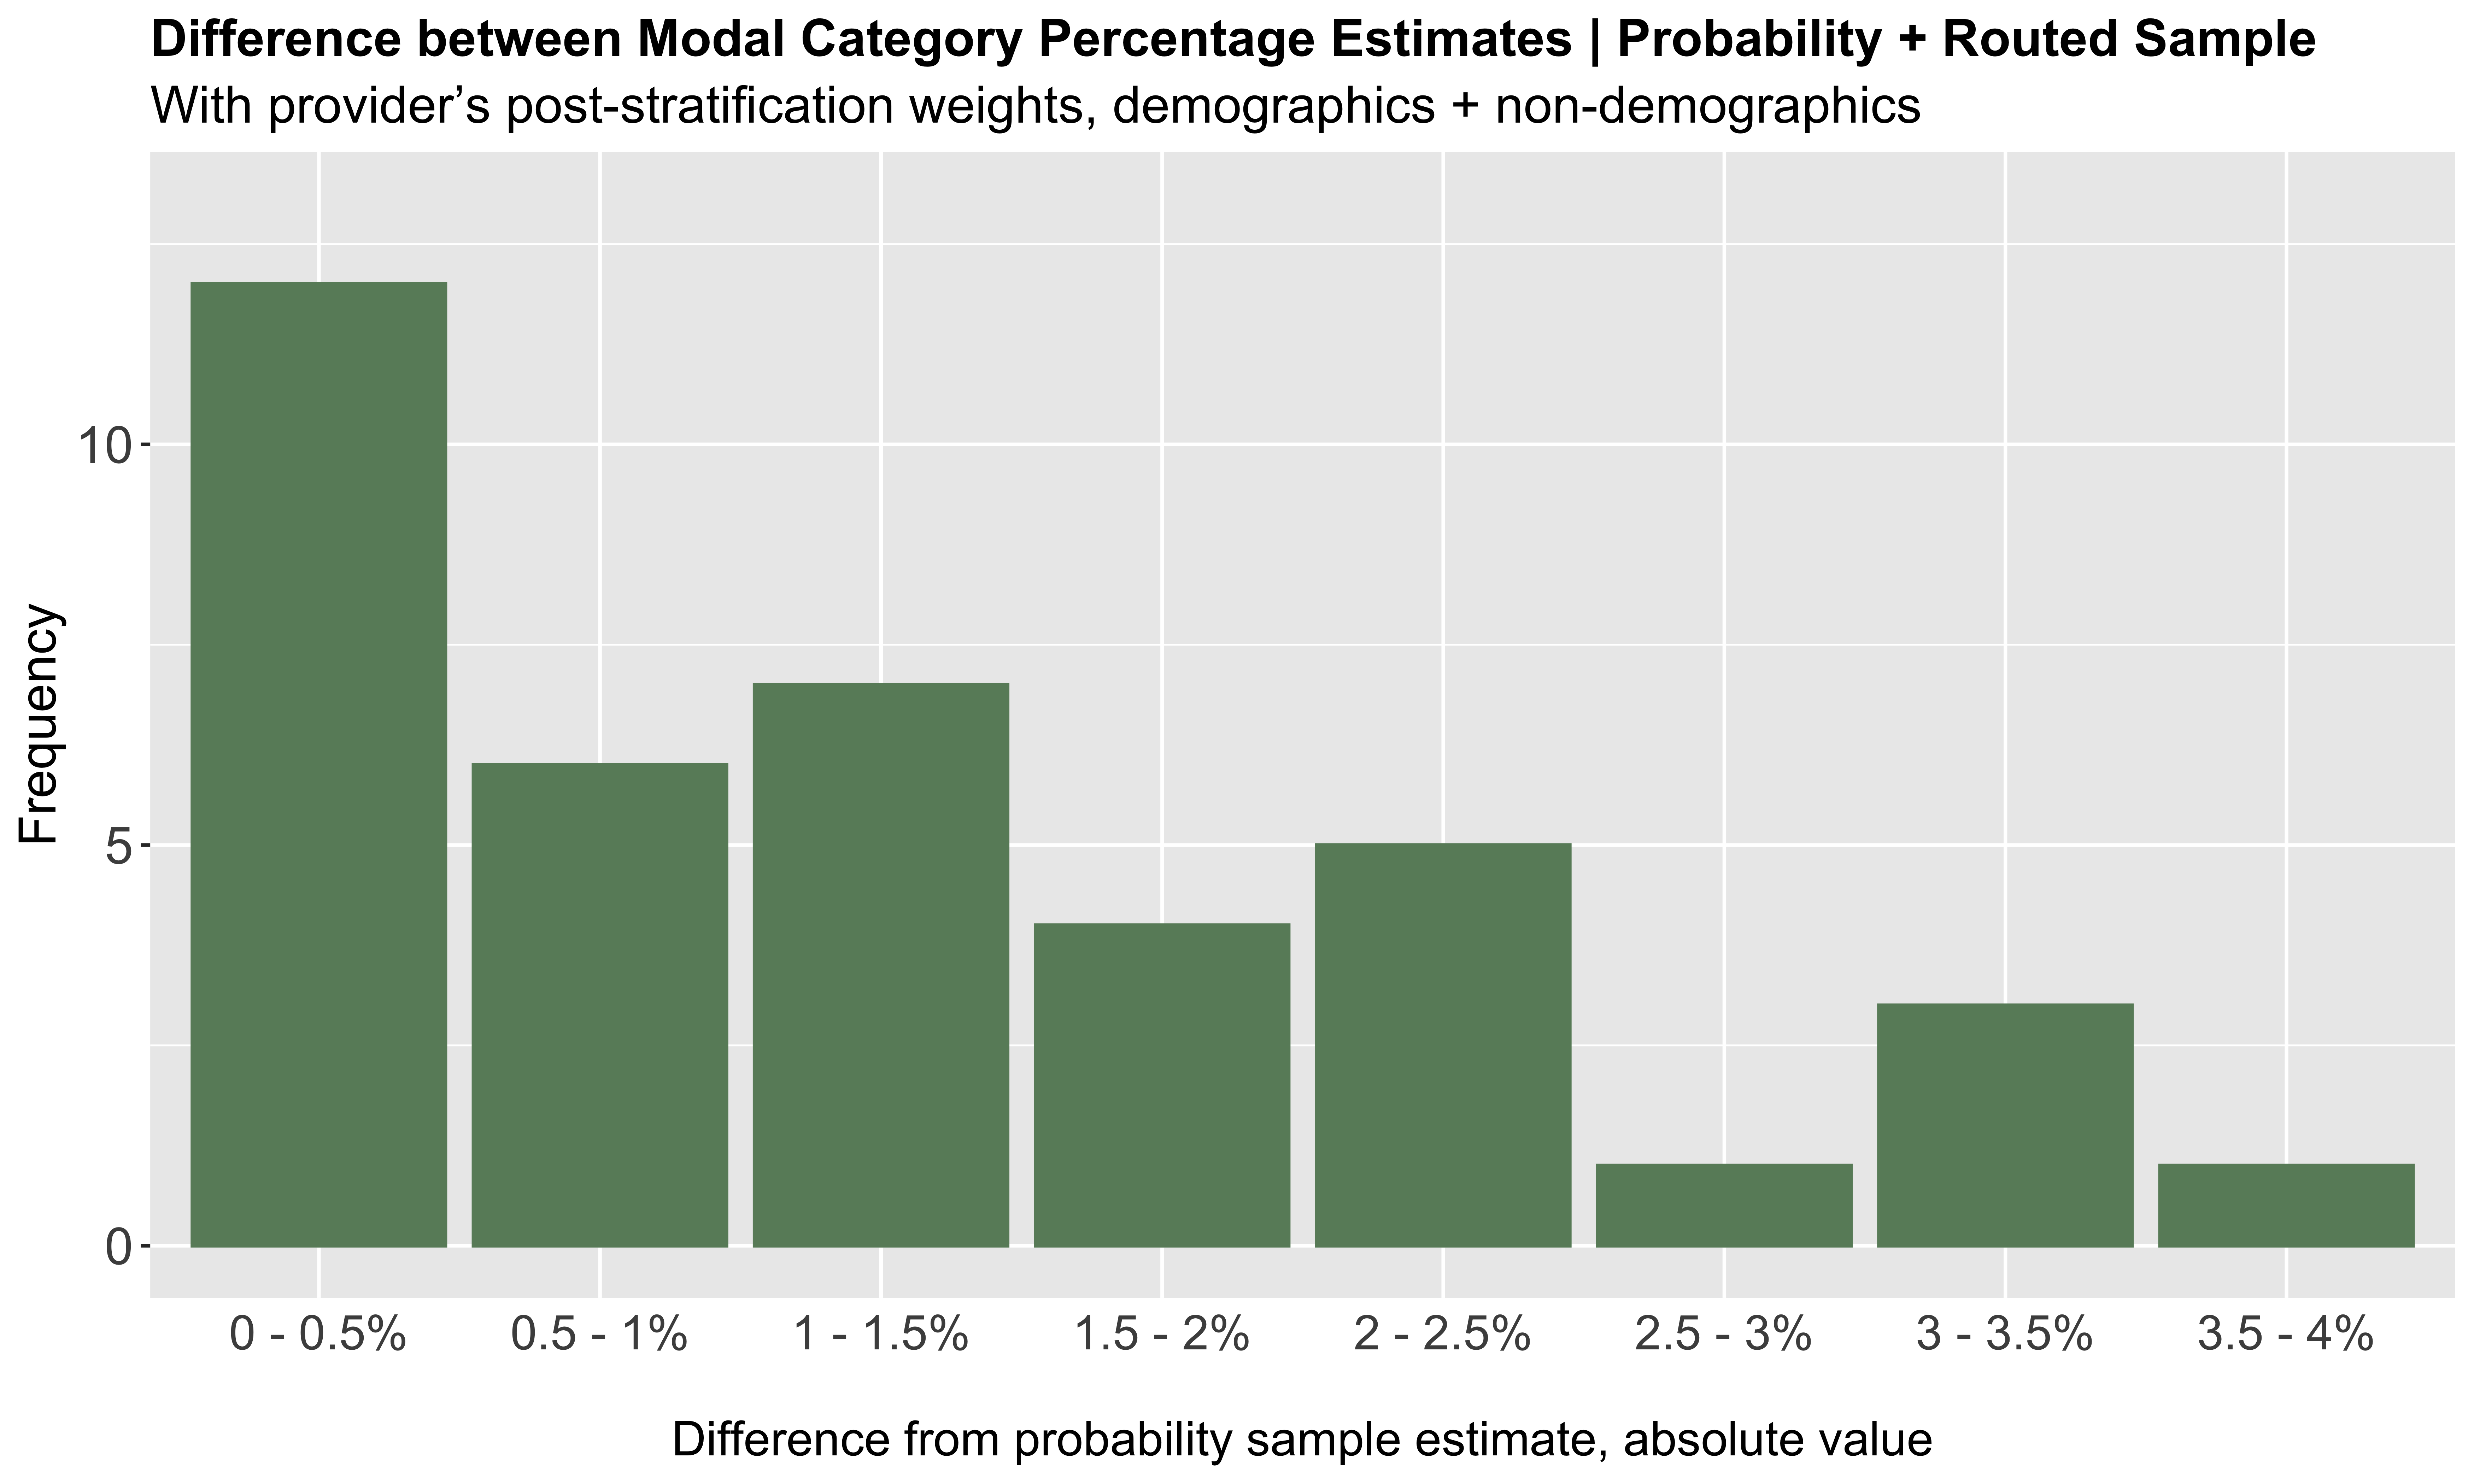 Difference between Modal Category Percentage Estimates | Probability + Routed Sample
With provider’s post-stratification weights, demographics + non-demographics
Frequency
10
5
0
0 - 0.5%
0.5 - 1%
1 - 1.5%
1.5 - 2%
2 - 2.5%
2.5 - 3%
3 - 3.5%
3.5 - 4%
Difference from probability sample estimate, absolute value